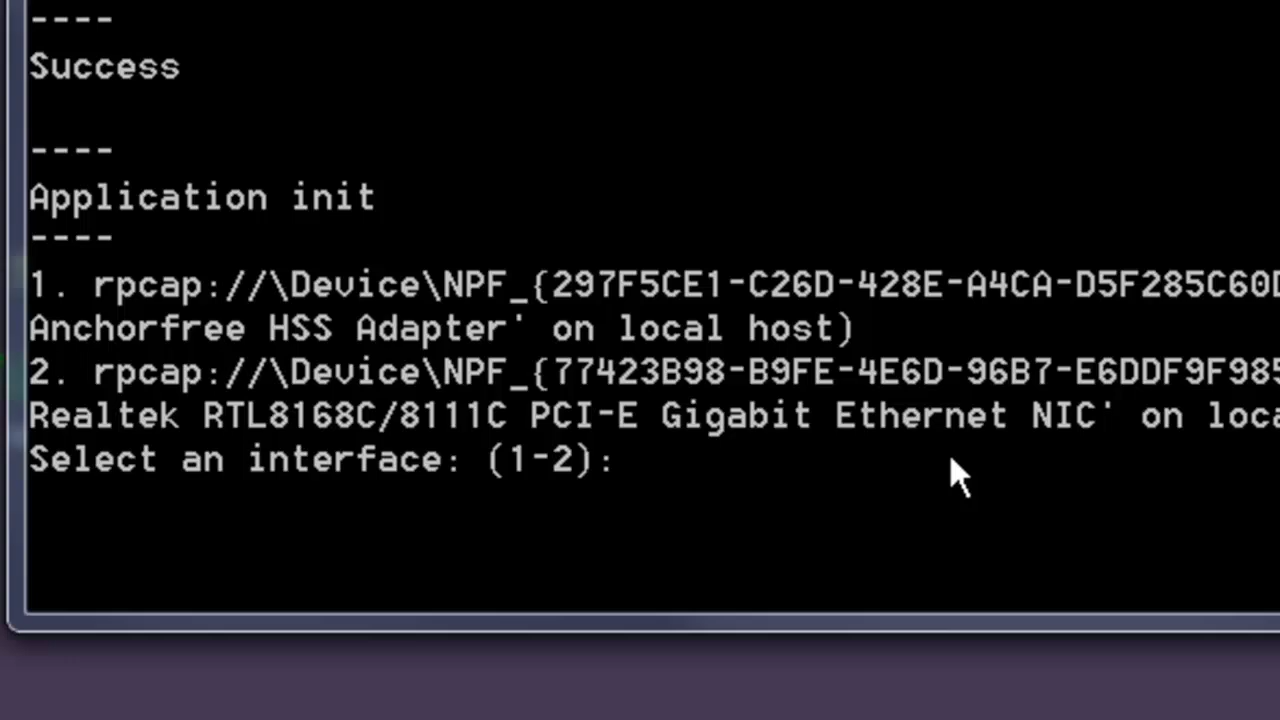 ----
Success
----
Application init
----
1. rpcap://\Device\NPF_{297F5CE1-C26D-428E-A4CA-D5F285C60D
Anchorfree HSS Adapter' on local host)
2. rpcap://\Device\NPF_{77423B98-B9FE-4E6D-96B7-E6DDF9F985
Realtek RTL8168C/8111C PCI-E Gigabit Ethernet NIC' on loca
Select an interface: (1-2):